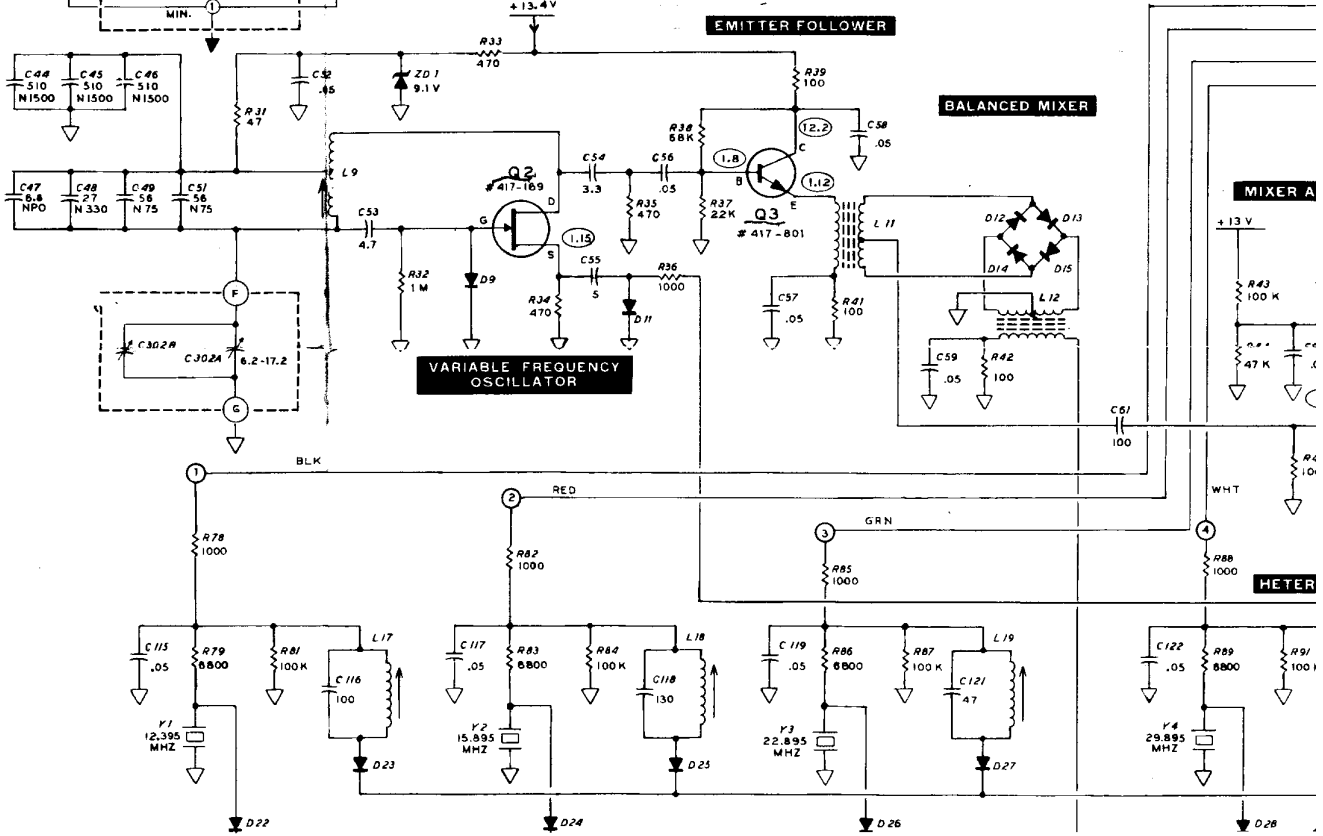 MIN.
1
+13.4V
EMITTER FOLLOWER
R33
470
C44
510
N1500
C45
510
N1500
C46
510
N1500
C52
.05
ZD1
9.1V
R39
100
BALANCED MIXER
R31
47
R38
68K
12.2
C58
.05
C
L9
Q2
#417-169
C54
3.3
C56
.05
1.8
B
1.12
E
C47
6.8
NPO
C48
27
N330
C49
56
N75
C51
56
N75
D
R35
470
R37
22K
Q3
#417-801
MIXER A
L11
D12
D13
+13V
C53
4.7
G
S
1.15
D14
D15
R32
1M
D9
C55
5
R36
1000
R43
100K
F
R34
470
D11
C57
.05
R41
100
L12
C302B
C302A
6.2-17.2
VARIABLE FREQUENCY
OSCILLATOR
C59
.05
R42
100
47K
G
C61
100
1
BLK
2
RED
WHT
3
GRN
4
R78
1000
R82
1000
R85
1000
R88
1000
HETER
C115
.05
R79
6800
R81
100K
L17
C116
100
C117
.05
R83
6800
R84
100K
L18
C118
130
C119
.05
R86
6800
R87
100K
L19
C121
47
C122
.05
R89
6800
R91
100
Y1
12.395
MHZ
D23
Y2
15.895
MHZ
D25
Y3
22.895
MHZ
D27
Y4
29.895
MHZ
D22
D24
D26
D28